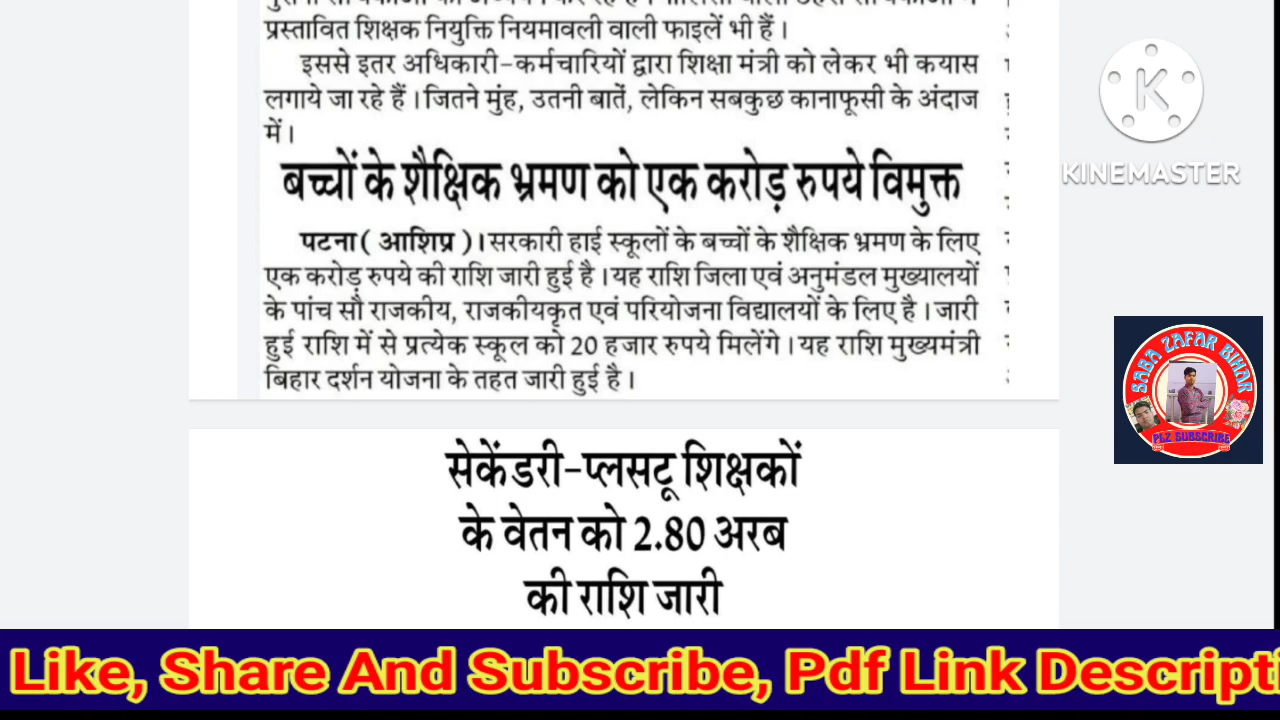 प्रस्तावित शिक्षक नियुक्ति नियमावली वाली फाइलें भी हैं ।
इससे इतर अधिकारी-कर्मचारियों द्वारा शिक्षा मंत्री को लेकर भी कयास
लगाये जा रहे हैं । जितने मुंह, उतनी बातें, लेकिन सबकुछ कानाफूसी के अंदाज
में ।
बच्चों के शैक्षिक भ्रमण को एक करोड़ रुपये विमुक्त
पटना ( आशिप्र )। सरकारी हाई स्कूलों के बच्चों के शैक्षिक भ्रमण के लिए
एक करोड़ रुपये की राशि जारी हुई है । यह राशि जिला एवं अनुमंडल मुख्यालयों
के पांच सौ राजकीय, राजकीयकृत एवं परियोजना विद्यालयों के लिए है । जारी
हुई राशि में से प्रत्येक स्कूल को 20 हजार रुपये मिलेंगे । यह राशि मुख्यमंत्री
बिहार दर्शन योजना के तहत जारी हुई है ।
सेकेंडरी-प्लसटू शिक्षकों
के वेतन को 2.80 अरब
की राशि जारी
K
KINEMASTER
BABA ZAFAR BIHAR
PLZ SUBSCRIBE
Like, Share And Subscribe, Pdf Link Descripti